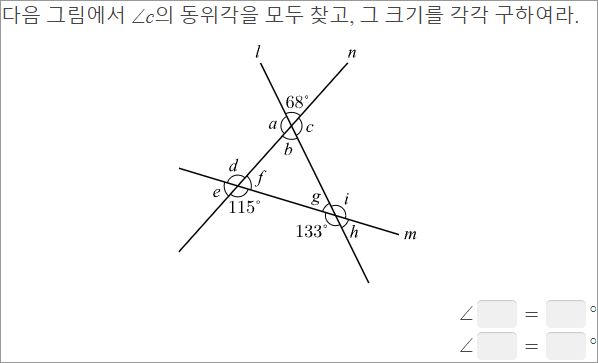 다음 그림에서 ∠c의 동위각을 모두 찾고, 그 크기를 각각 구하여라.
l n
68°
a c
b
d
f
e
115°
g i
133° h m
∠ = °
∠ = °